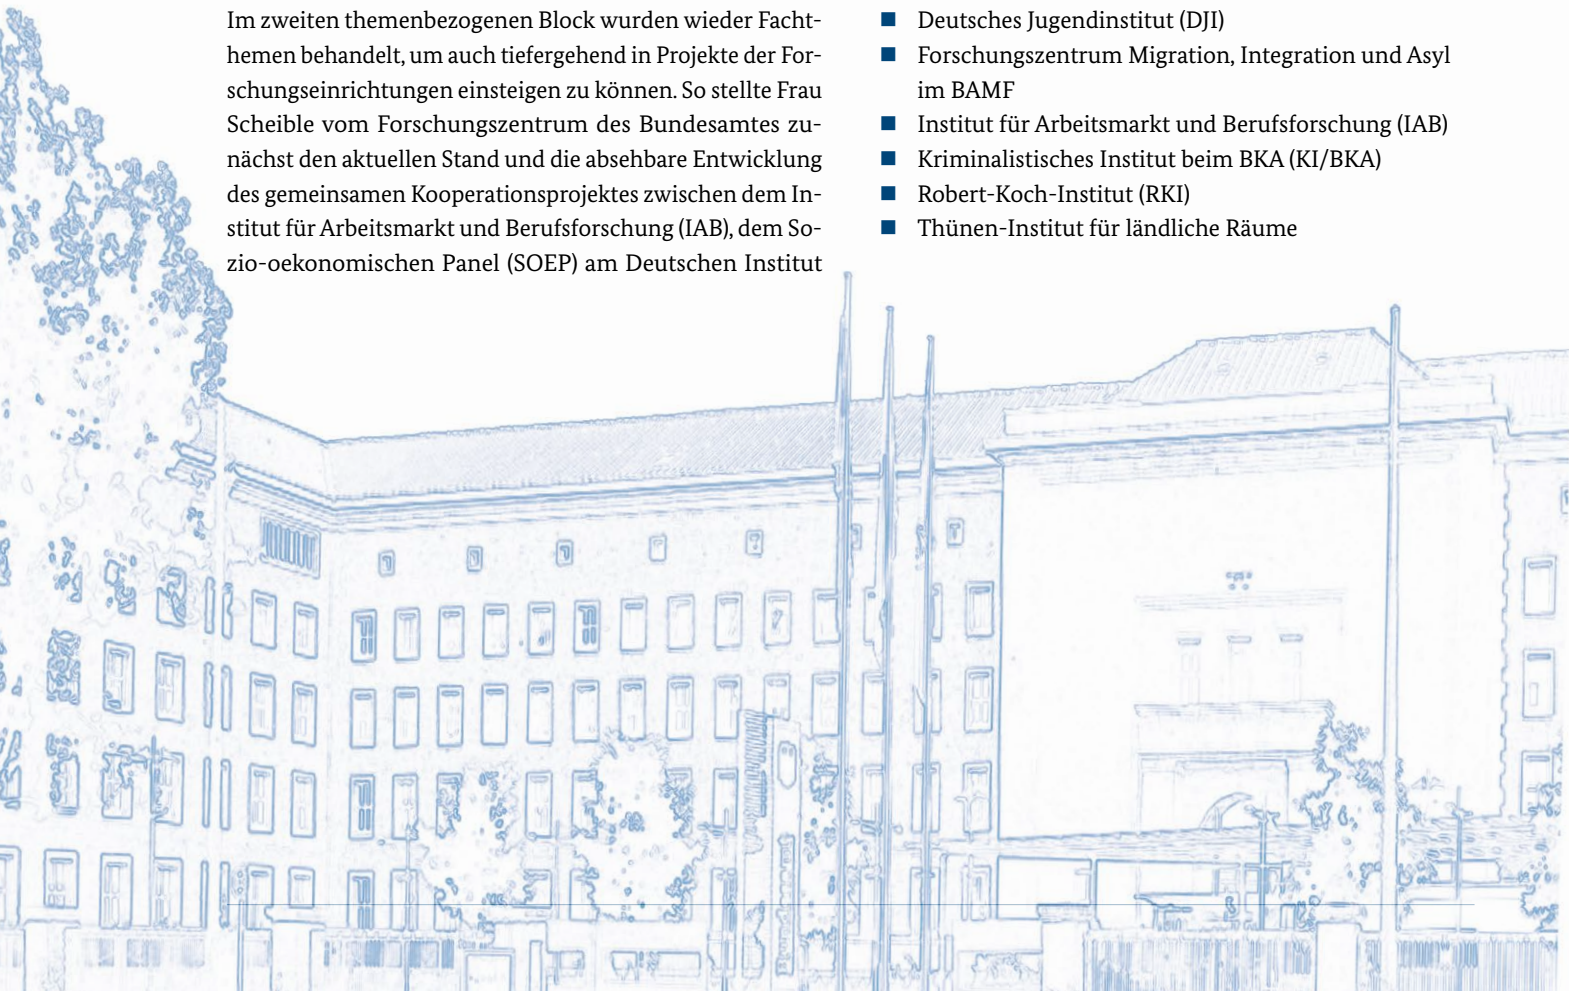 Im zweiten themenbezogenen Block wurden wieder Facht-
hemen behandelt, um auch tiefergehend in Projekte der For-
schungseinrichtungen einsteigen zu können. So stellte Frau
Scheible vom Forschungszentrum des Bundesamtes zu-
nächst den aktuellen Stand und die absehbare Entwicklung
des gemeinsamen Kooperationsprojektes zwischen dem In-
stitut für Arbeitsmarkt und Berufsforschung (IAB), dem So-
zio-oekonomischen Panel (SOEP) am Deutschen Institut
■ Deutsches Jugendinstitut (DJI)
■ Forschungszentrum Migration, Integration und Asyl
im BAMF
■ Institut für Arbeitsmarkt und Berufsforschung (IAB)
■ Kriminalistisches Institut beim BKA (KI/BKA)
■ Robert-Koch-Institut (RKI)
■ Thünen-Institut für ländliche Räume